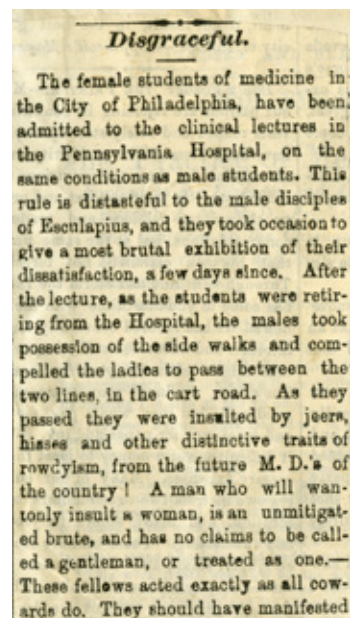 Disgraceful.
The female students of medicine in
the City of Philadelphia, have been
admitted to the clinical lectures in
the Pennsylvania Hospital, on the
same conditions as male students. This
rule is distasteful to the male disciples
of Esculapius, and they took occasion to
give a most brutal exhibition of their
dissatisfaction, a few days since. After
the lecture, as the students were retir-
ing from the Hospital, the males took
possession of the side walks and com-
pelled the ladies to pass between the
two lines, in the cart road. As they
passed they were insulted by jeers,
hisses and other distinctive traits of
rowdyism, from the future M. D.'s of
the country ! A man who will wan-
tonly insult a woman, is an unmitigat-
ed brute, and has no claims to be call-
ed a gentleman, or treated as one.—
These fellows acted exactly as all cow-
ards do. They should have manifested